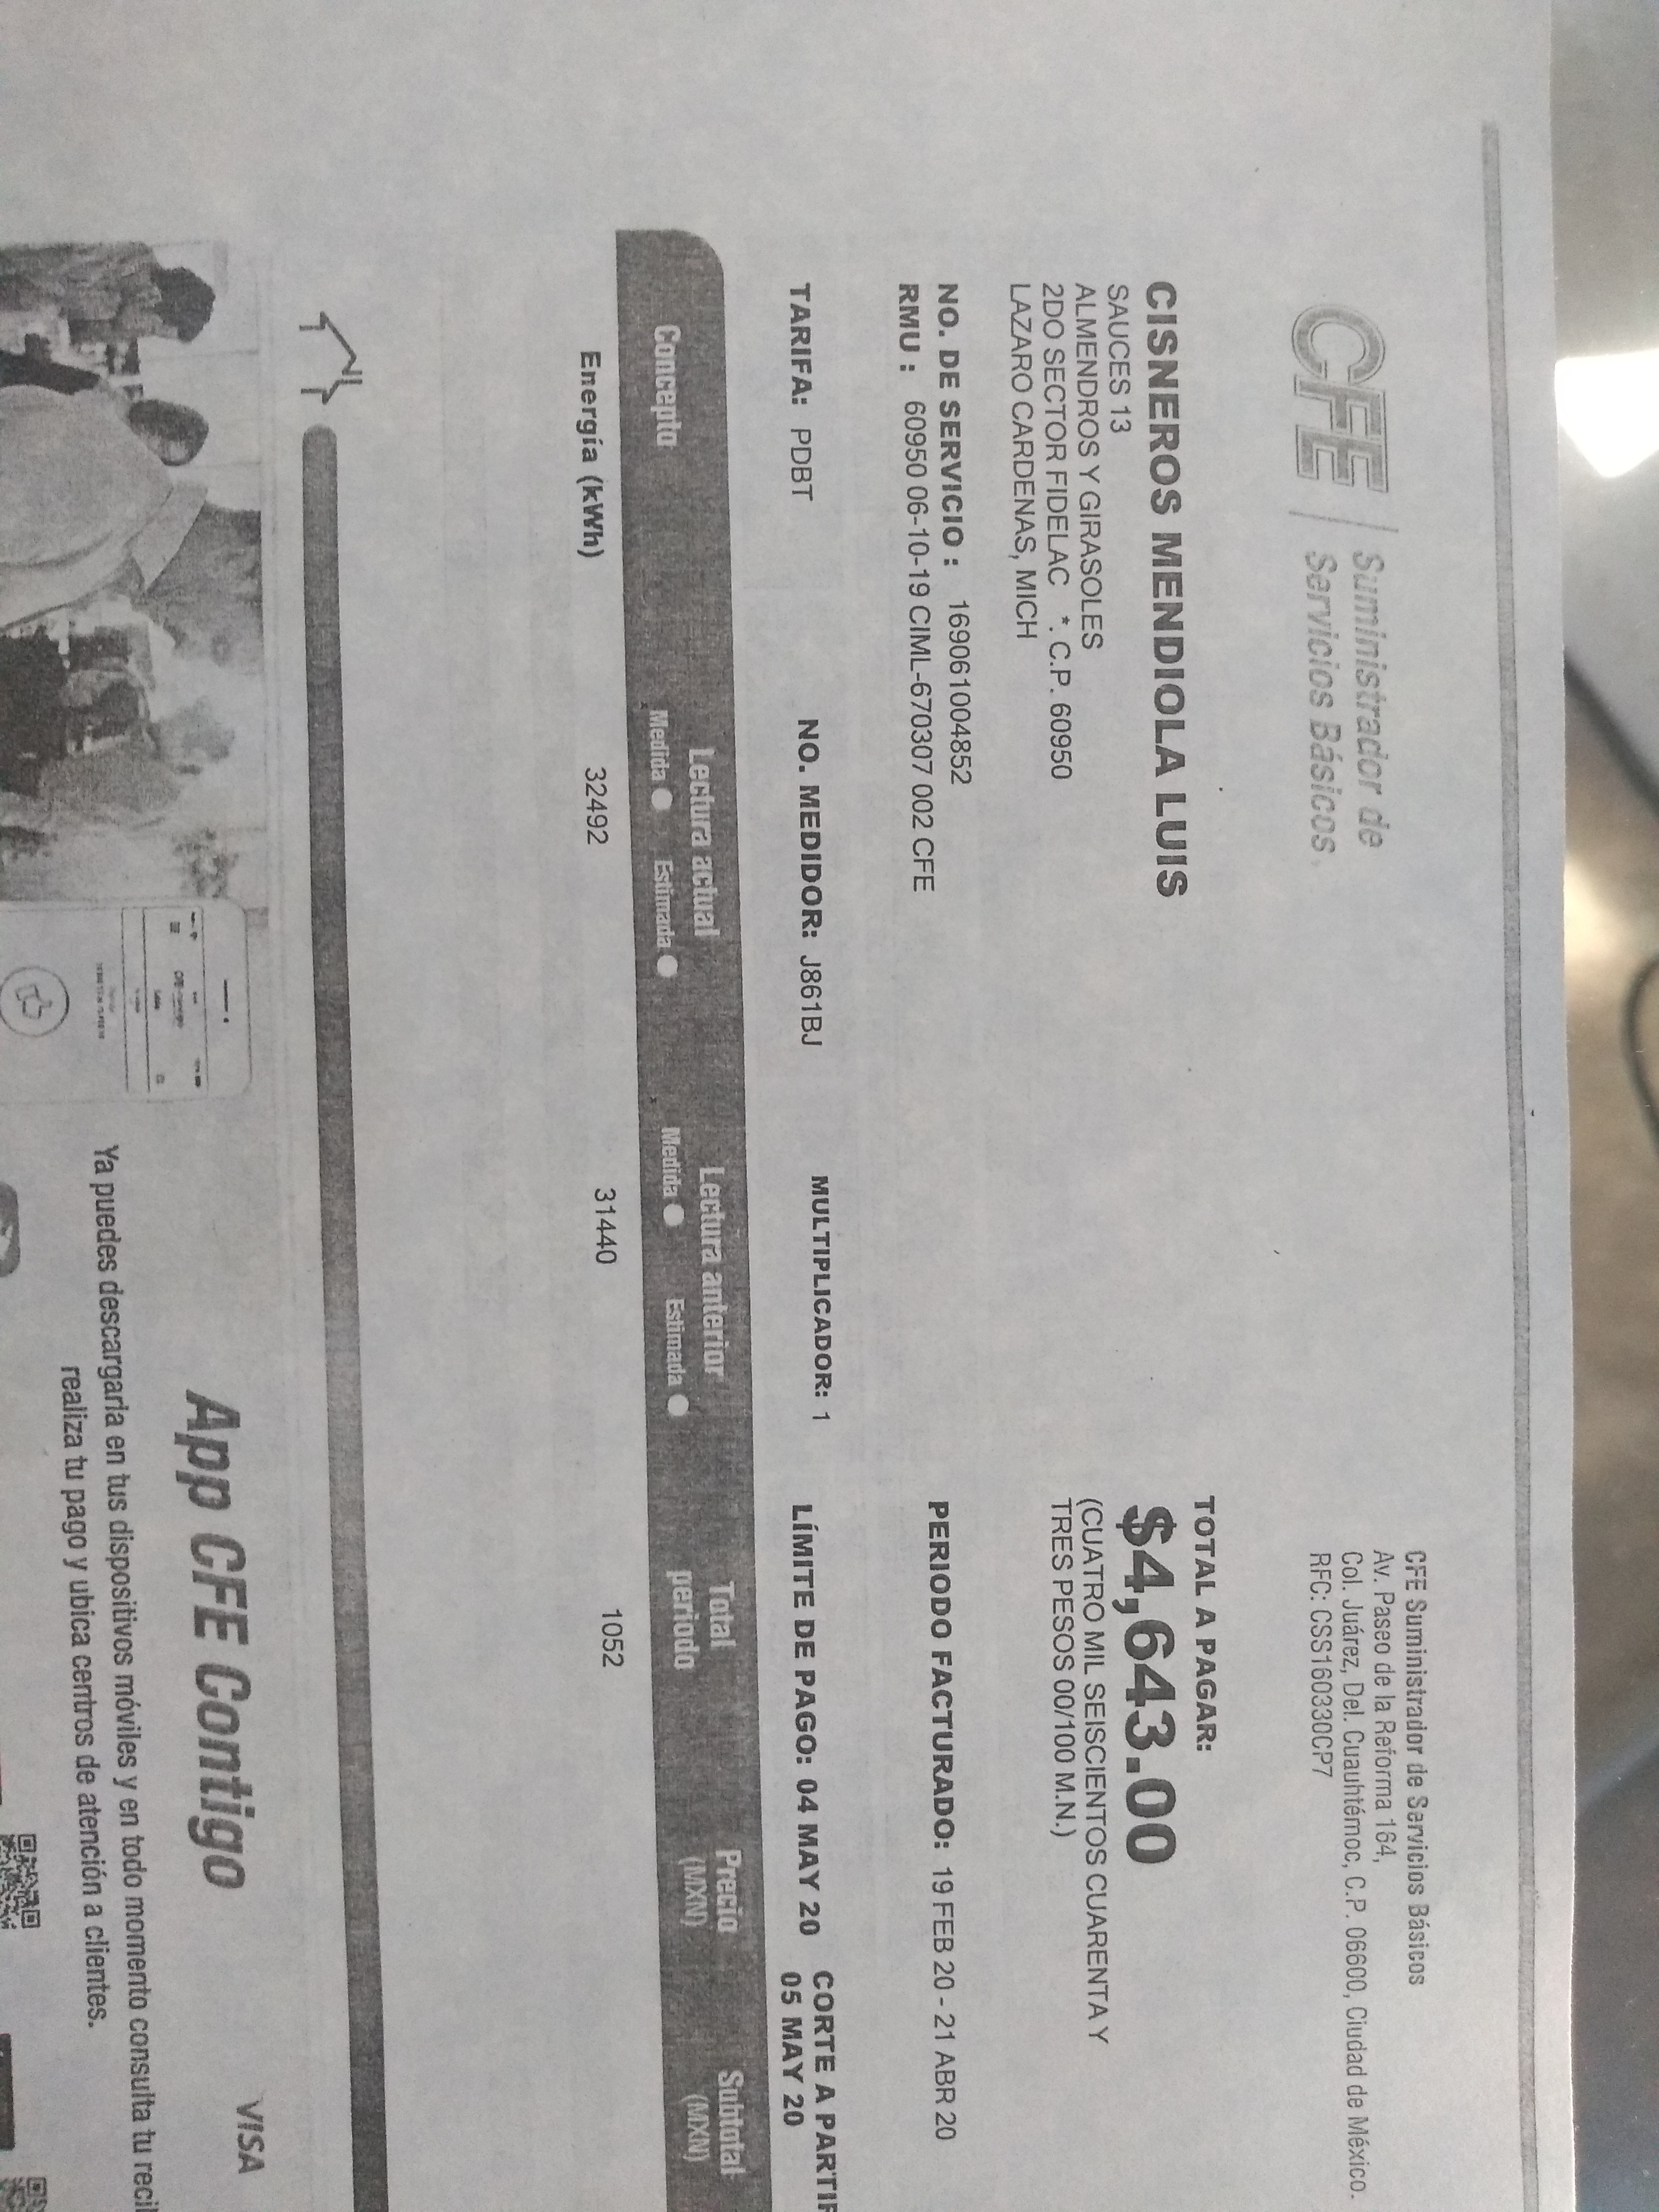 CFE Suministrador de
Servicios Básicos
CFE Suministrador de Servicios Básicos
Av. Paseo de la Reforma 164,
Col. Juárez, Del. Cuauhtémoc, C.P. 06600, Ciudad de México.
RFC: CSS160330CP7
CISNEROS MENDIOLA LUIS
SAUCES 13
ALMENDROS Y GIRASOLES
2DO SECTOR FIDELAC *. C.P. 60950
LAZARO CARDENAS, MICH
TOTAL A PAGAR:
$4,643.00
(CUATRO MIL SEISCIENTOS CUARENTA Y
TRES PESOS 00/100 M.N.)
NO. DE SERVICIO : 169061004852
RMU : 60950 06-10-19 CIML-670307 002 CFE
PERIODO FACTURADO: 19 FEB 20 - 21 ABR 20
TARIFA: PDBT NO. MEDIDOR: J861BJ MULTIPLICADOR: 1
LÍMITE DE PAGO: 04 MAY 20 CORTE A
05 MAY 20
Concepto Lectura actual Lectura anterior Total periodo Precio (MXN) Subtotal (MXN)
Medida Estimada Medida Estimada
Energía (kWh) 32492 31440 1052
App CFE Contigo
VISA
Ya puedes descargarla en tus dispositivos móviles y en todo momento consulta tu
realiza tu pago y ubica centros de atención a clientes.